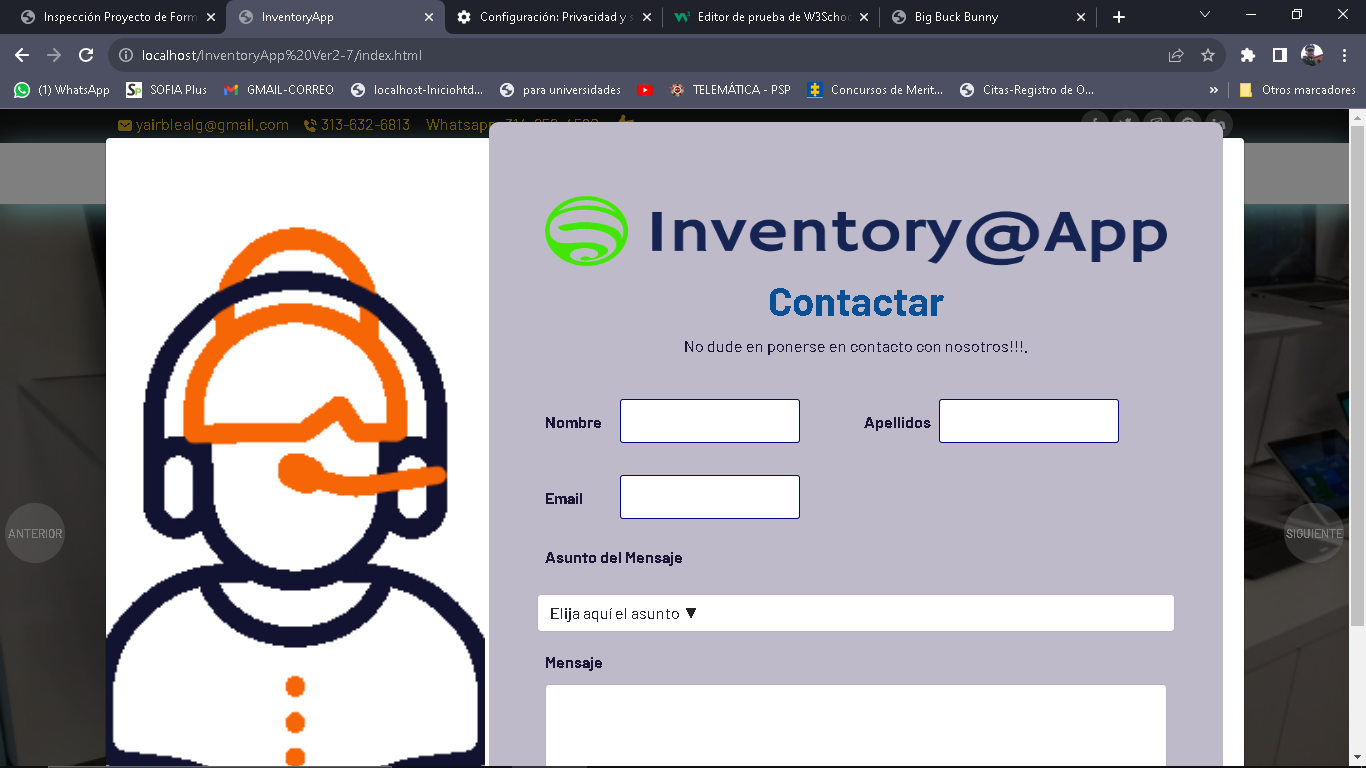 Inspección Proyecto de Form
InventoryApp
Configuración: Privacidad y s
Editor de prueba de W3Schoo
Big Buck Bunny
localhost/InventoryApp%20Ver2-7/index.html
(1) WhatsApp
SOFIA Plus
GMAIL-CORREO
localhost-Iniciohtd...
para universidades
TELEMÁTICA - PSP
Concursos de Merit...
Citas-Registro de O...
»
Otros marcadores
yairblealg@gmail.com
313-632-6813
Whatsapp
Inventory@App
Contactar
No dude en ponerse en contacto con nosotros!!!.
Nombre
Apellidos
Email
ANTERIOR
SIGUIENTE
Asunto del Mensaje
Elija aquí el asunto ▼
Mensaje